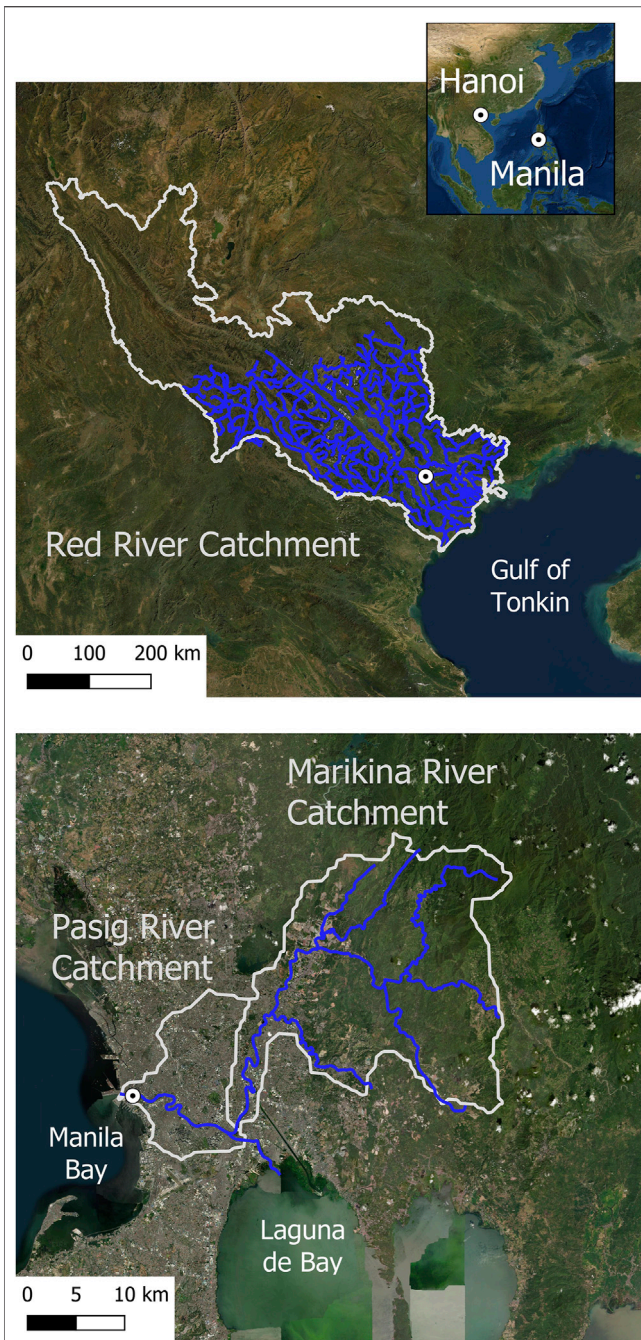 Hanoi
Manila
Red River Catchment
Gulf of
Tonkin
0 100 200 km
Marikina River
Catchment
Pasig River
Catchment
Manila
Bay
Laguna
de Bay
0 5 10 km